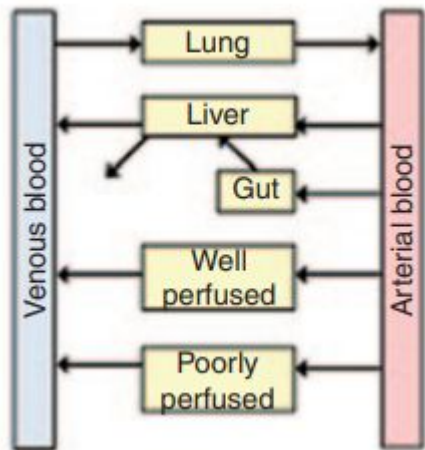 Lung
Liver
Gut
Well
perfused
Poorly
perfused
Venous blood
Arterial blood